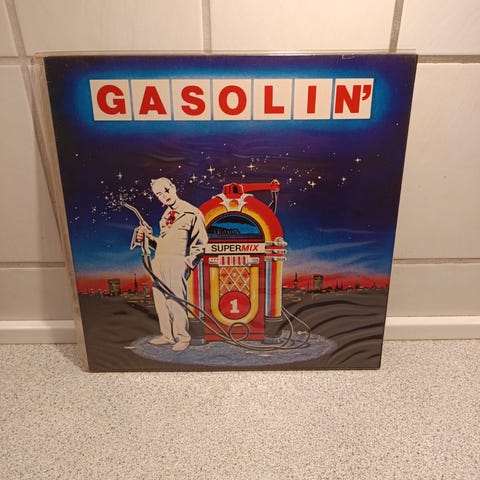 GASOLIN'
SUPERMIX
1